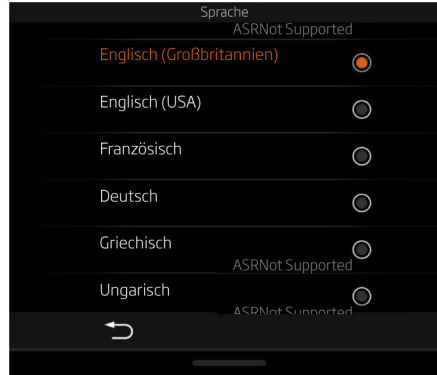 Sprache
ASRNot Supported
Englisch (Großbritannien)
Englisch (USA)
Französisch
Deutsch
Griechisch
ASRNot Supported
Ungarisch
ASRNot Supported